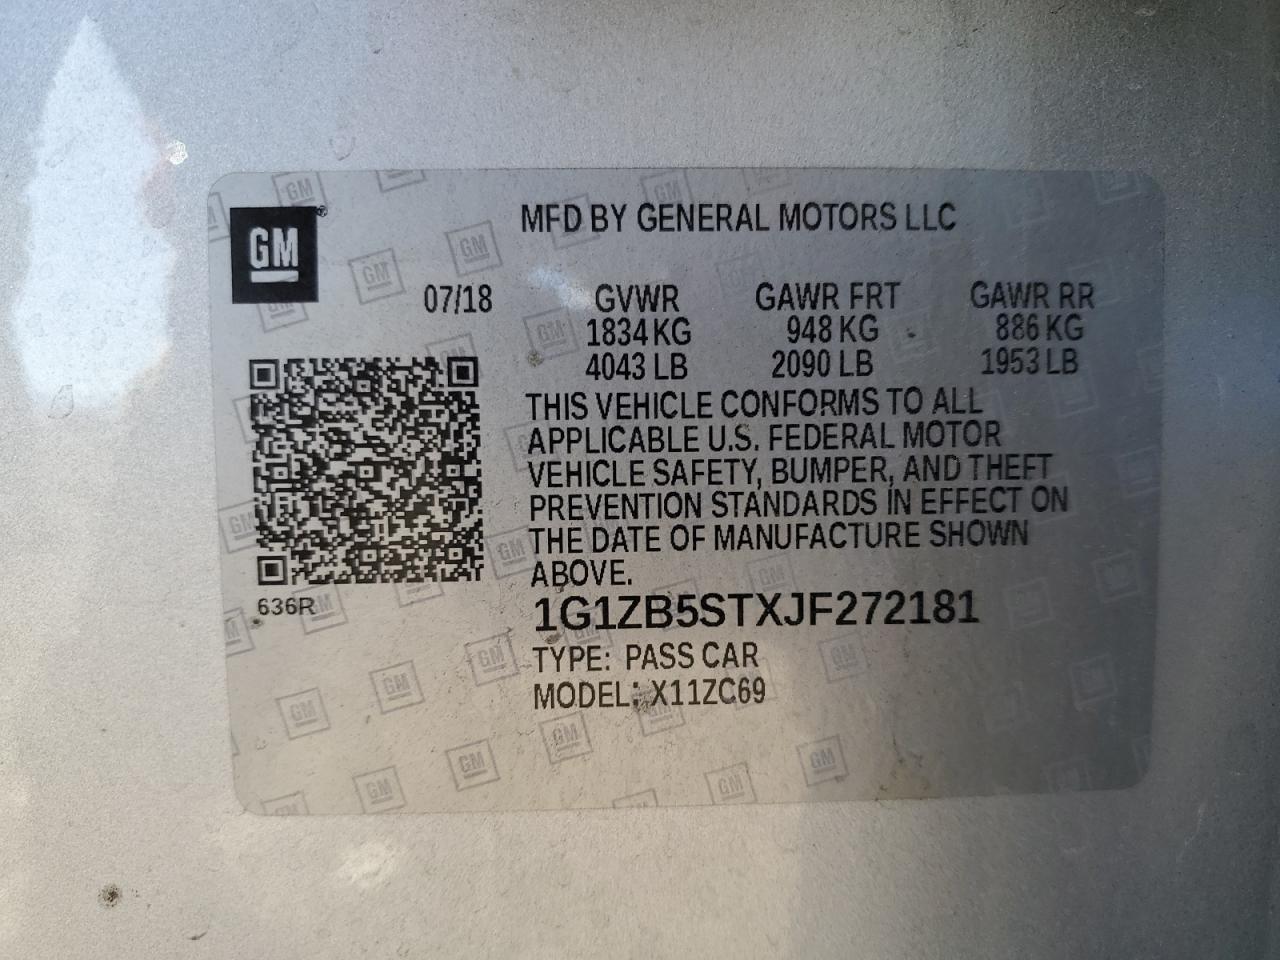 GM
MFD BY GENERAL MOTORS LLC
07/18 GVWR GAWR FRT GAWR RR
1834 KG 948 KG 886 KG
4043 LB 2090 LB 1953 LB
THIS VEHICLE CONFORMS TO ALL
APPLICABLE U.S. FEDERAL MOTOR
VEHICLE SAFETY, BUMPER, AND THEFT
PREVENTION STANDARDS IN EFFECT ON
THE DATE OF MANUFACTURE SHOWN
ABOVE.
636R
1G1ZB5STXJF272181
TYPE: PASS CAR
MODEL: X11ZC69